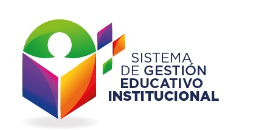 SISTEMA
DE GESTIÓN
EDUCATIVO
INSTITUCIONAL